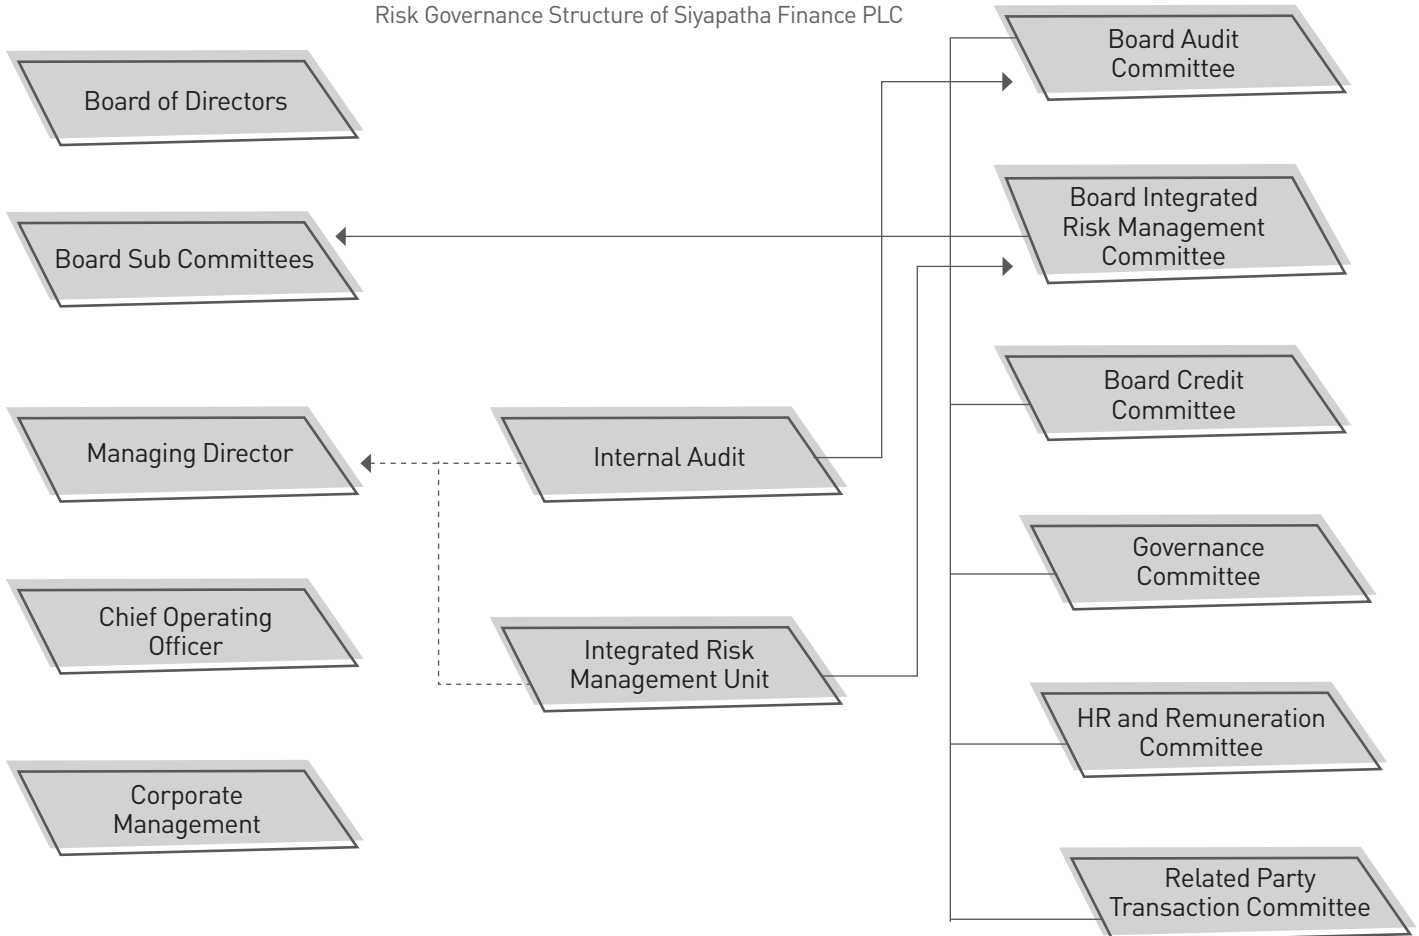 Risk Governance Structure of Siyapatha Finance PLC
Board of Directors
Board Sub Committees
Managing Director
Chief Operating
Officer
Corporate
Management
Internal Audit
Integrated Risk
Management Unit
Board Audit
Committee
Board Integrated
Risk Management
Committee
Board Credit
Committee
Governance
Committee
HR and Remuneration
Committee
Related Party
Transaction Committee